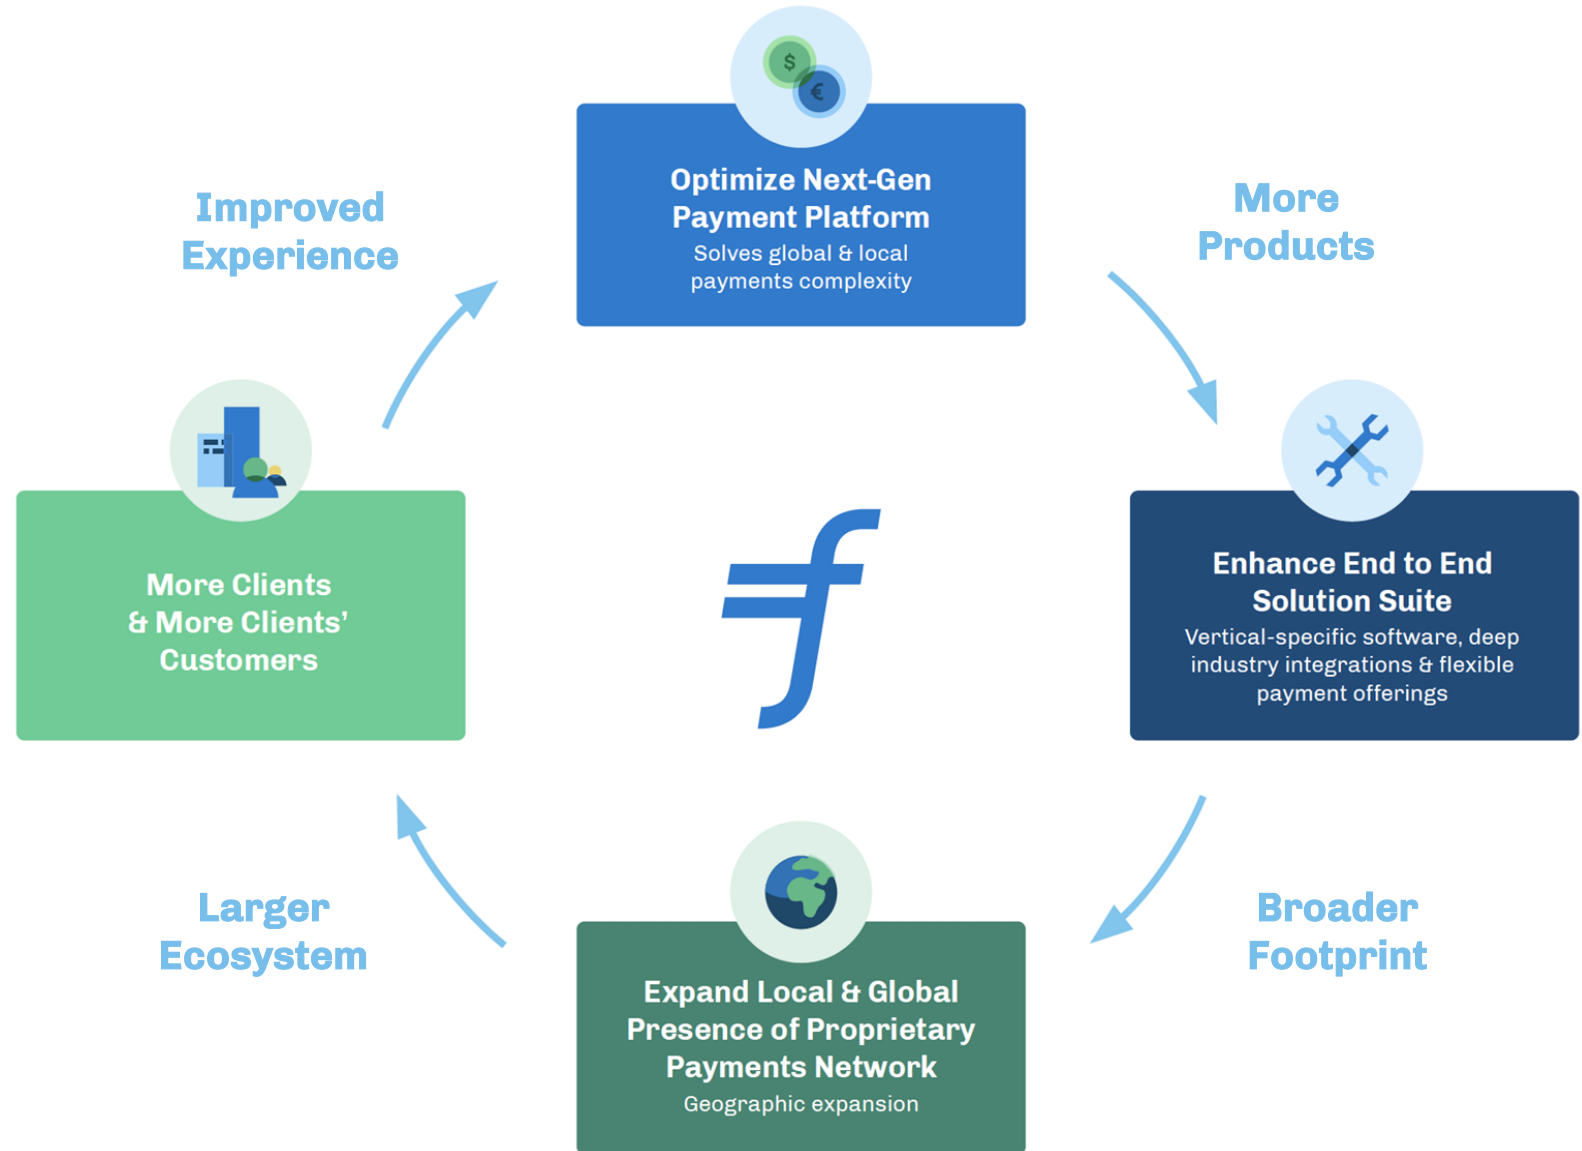 $
€
Optimize Next-Gen
Payment Platform
Solves global & local
payments complexity
More
Products
Enhance End to End
Solution Suite
Vertical-specific software, deep
industry integrations & flexible
payment offerings
Broader
Footprint
Expand Local & Global
Presence of Proprietary
Payments Network
Geographic expansion
Larger
Ecosystem
More Clients
& More Clients’
Customers
Improved
Experience